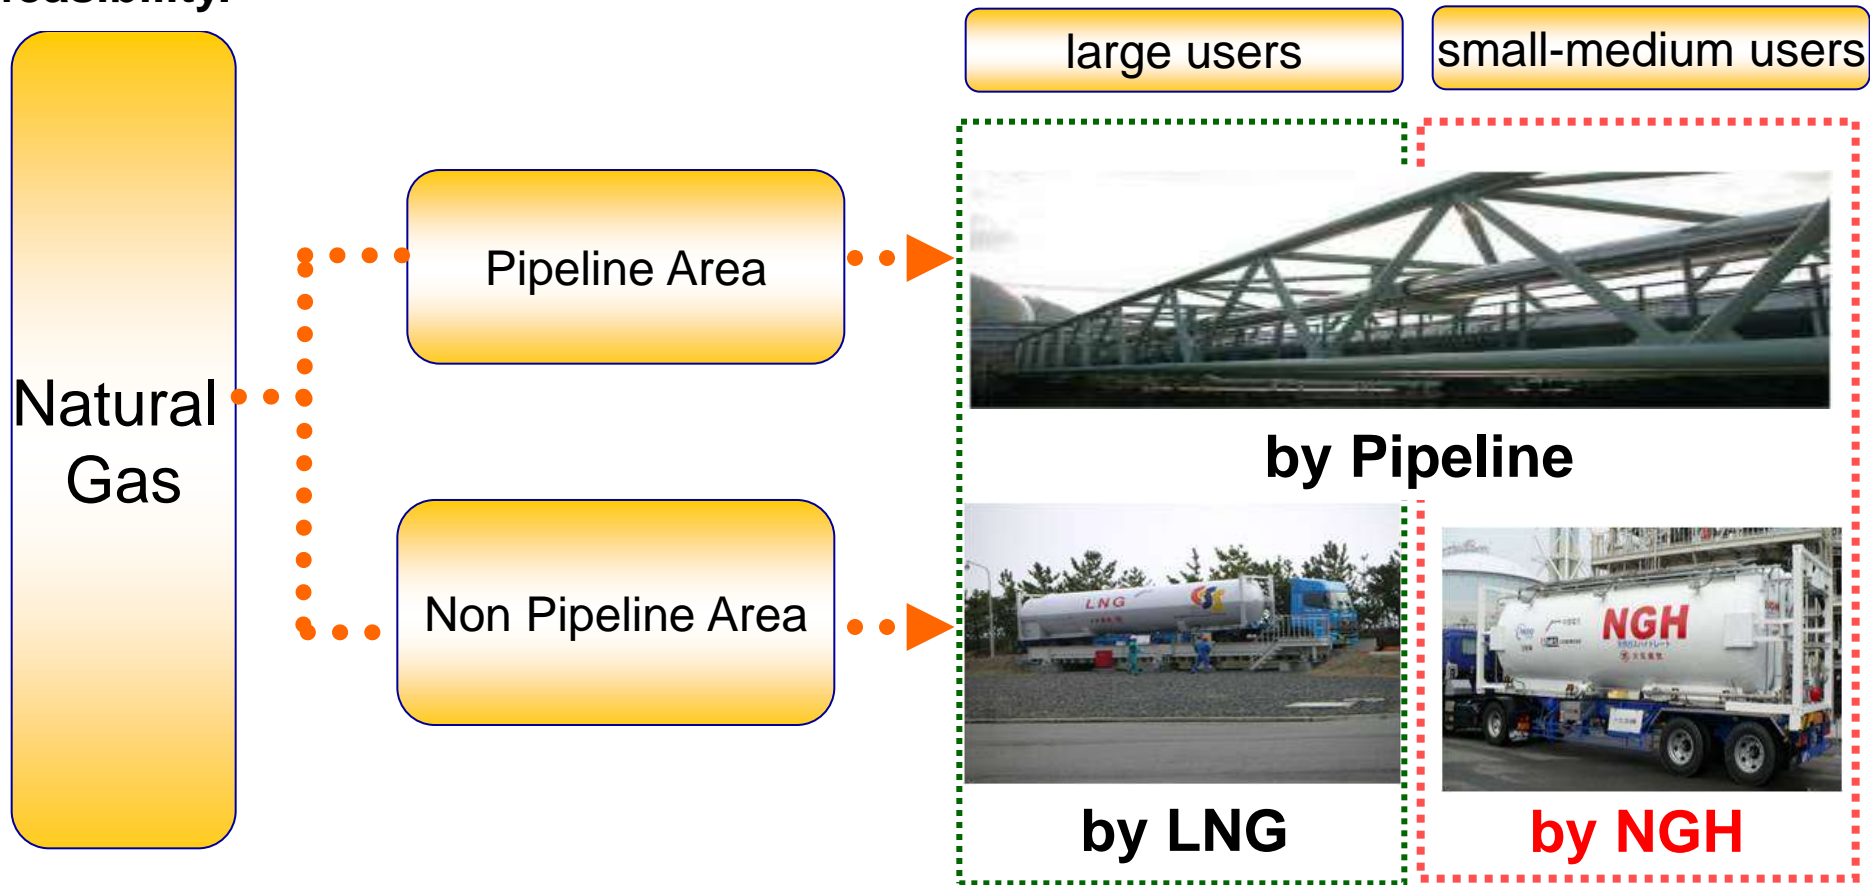 large users
small-medium users
Natural
Gas
Pipeline Area
by Pipeline
Non Pipeline Area
LNG
NGH
by LNG
by NGH